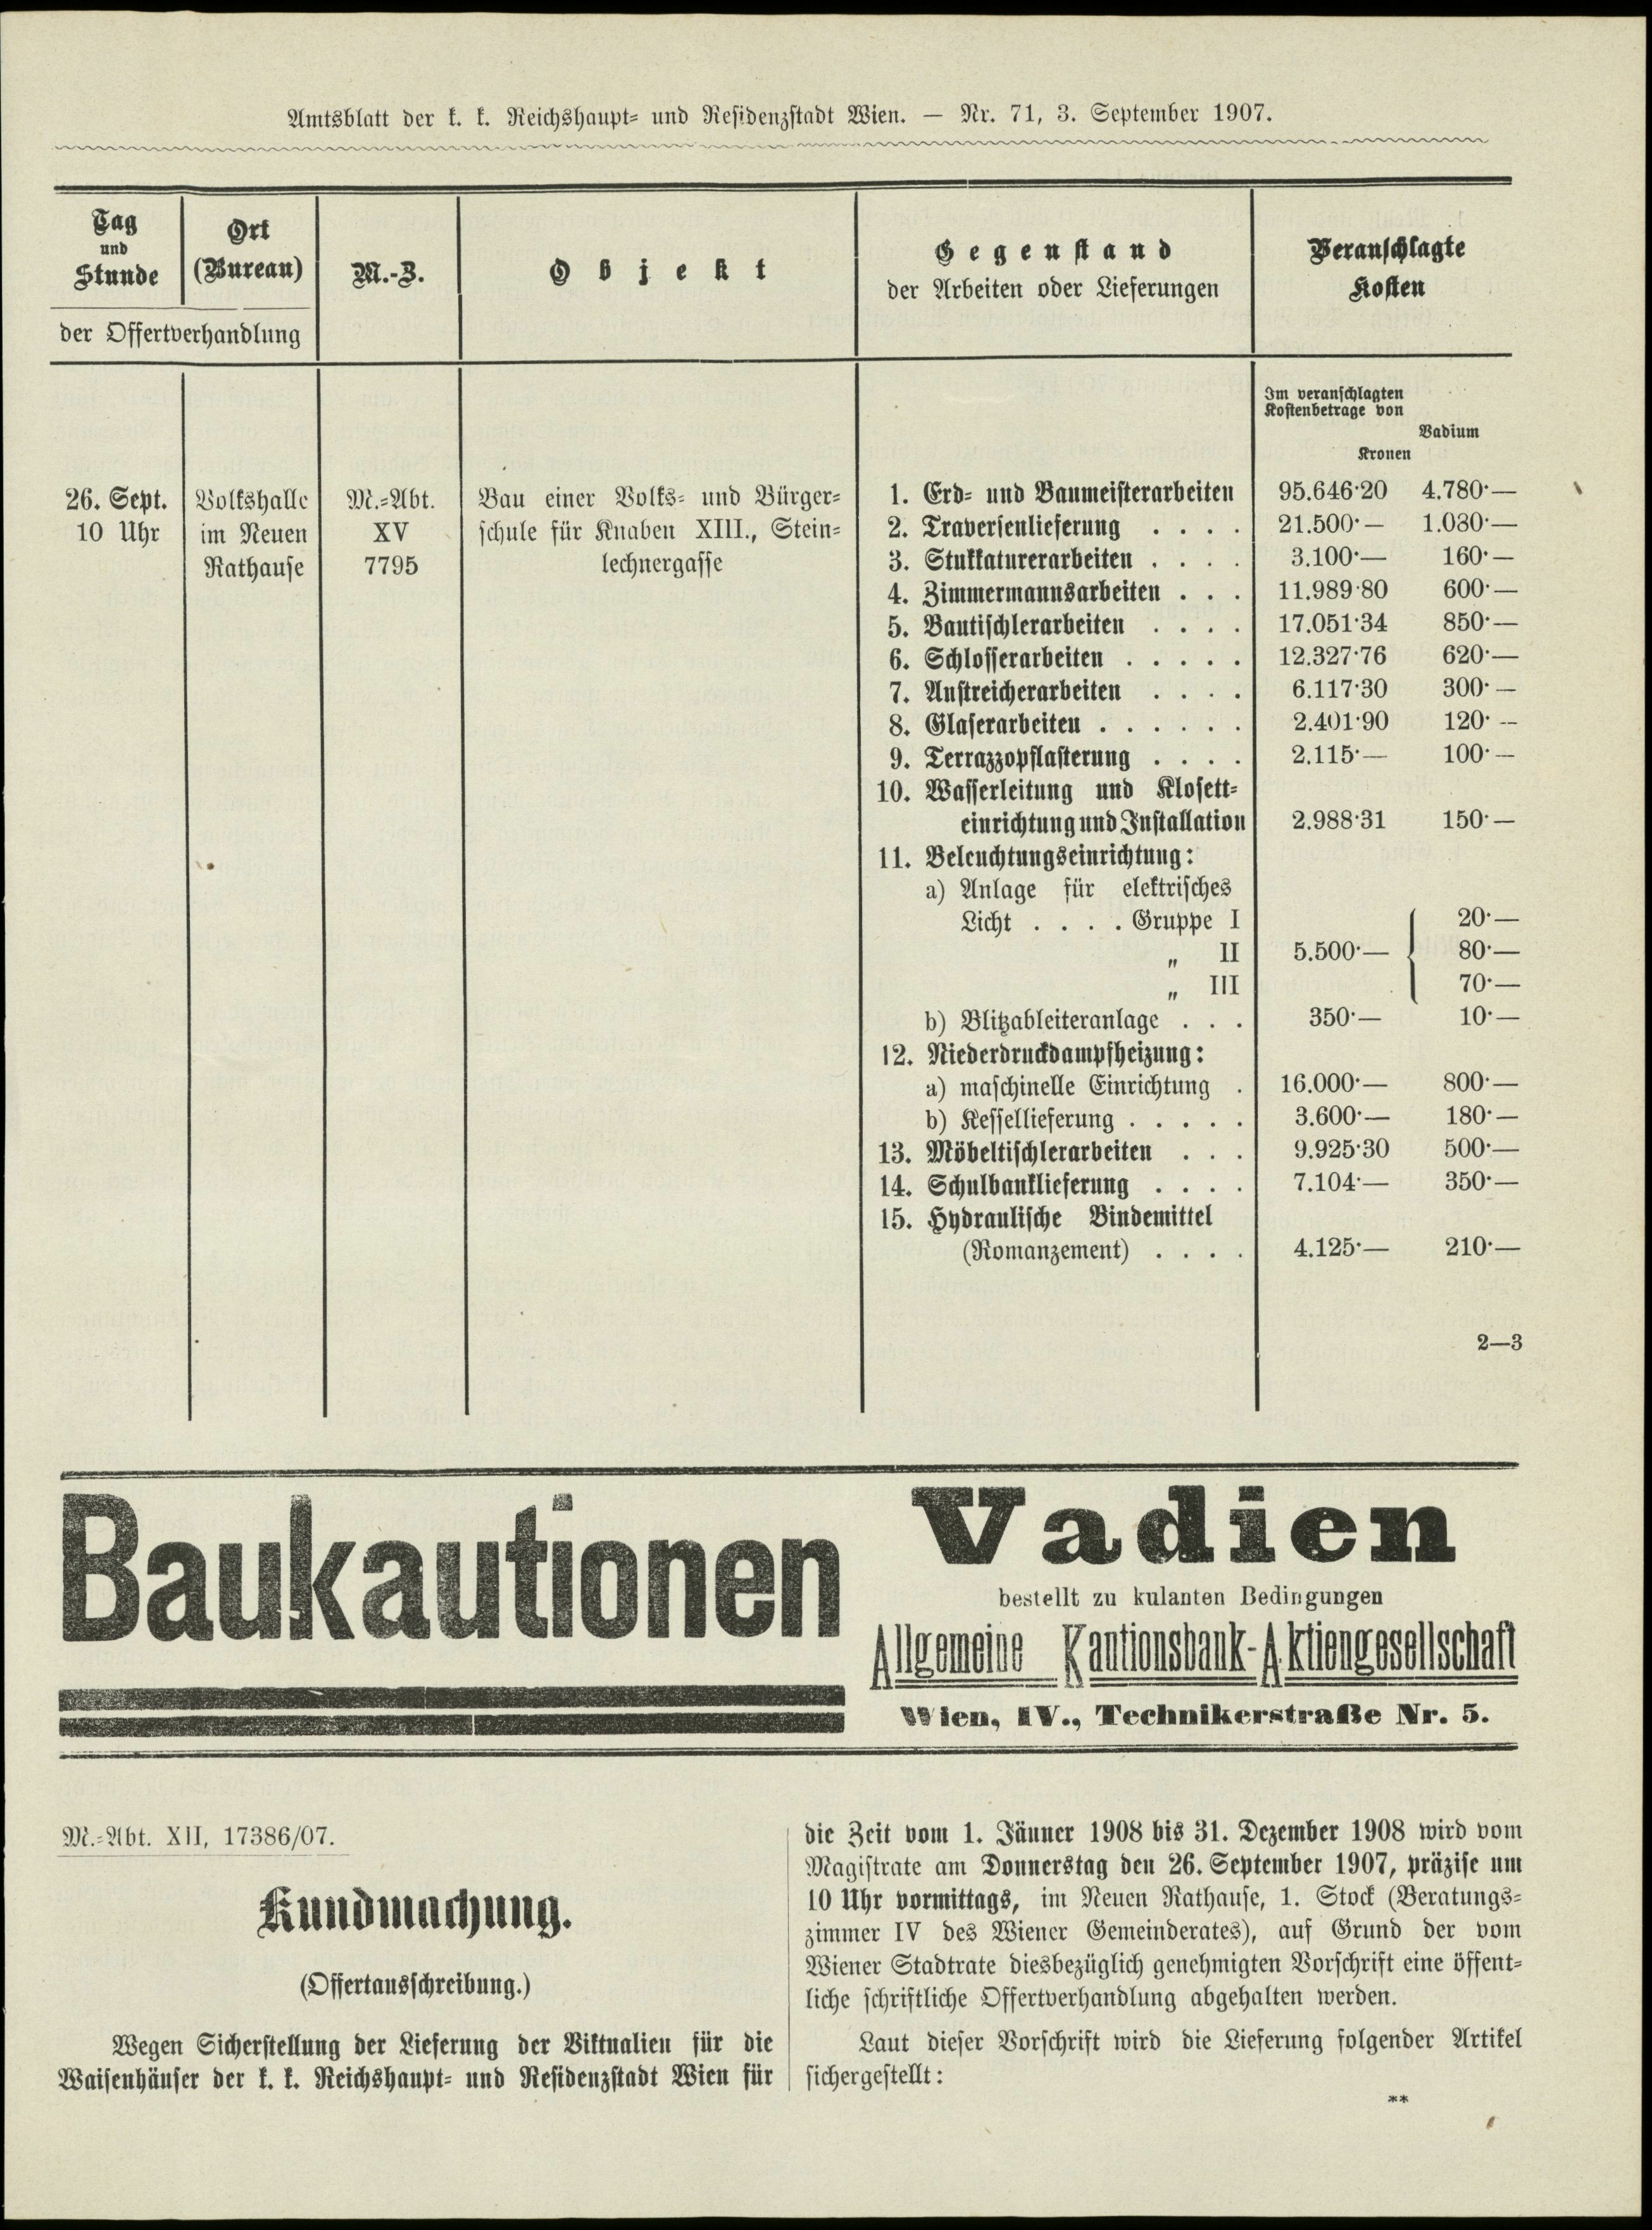 Amtsblatt der k. k. Reichshaupt- und Residenzstadt Wien. — Nr. 71, 3. September 1907.
Tag und Stunde
Ort (Bureau)
der Offertverhandlung
M.-Z.
Objekt
Gegenstand
der Arbeiten oder Lieferungen
Veranschlagte
Kosten
Im veranschlagten
Kostenbetrage von
Vadium
Kronen
26. Sept.
10 Uhr
Volkshalle
im Neuen
Rathause
M.-Abt.
XV
7795
Bau einer Volks- und Bürger-
schule für Knaben XIII., Stein-
lechnergasse
1. Erd- und Baumeisterarbeiten 95.646·20 4.780·—
2. Traversenlieferung . . . . 21.500·— 1.080·—
3. Stukkaturerarbeiten . . . . 3.100·— 160·—
4. Zimmermannsarbeiten . . . 11.989·80 600·—
5. Bautischlerarbeiten . . . . 17.051·34 850·—
6. Schlosserarbeiten . . . . . 12.327·76 620·—
7. Anstreicherarbeiten . . . . 6.117·30 300·—
8. Glaserarbeiten . . . . . . 2.401·90 120·—
9. Terrazzopflasterung . . . . 2.115·— 100·—
10. Wasserleitung und Klosett-
einrichtung und Installation 2.988·31 150·—
11. Beleuchtungseinrichtung:
a) Anlage für elektrisches
Licht . . . . Gruppe I 20·—
„ II 5.500·— 80·—
„ III 70·—
b) Blitzableiteranlage . . . 350·— 10·—
12. Niederdruckdampfheizung:
a) maschinelle Einrichtung . 16.000·— 800·—
b) Kessellieferung . . . . . 3.600·— 180·—
13. Möbeltischlerarbeiten . . . 9.925·30 500·—
14. Schulbanklieferung . . . . 7.104·— 350·—
15. Hydraulische Bindemittel
(Romanzement) . . . . 4.125·— 210·—
2—3
Baukautionen
Vadien
bestellt zu kulanten Bedingungen
Allgemeine Kautionsbank-Aktiengesellschaft
Wien, IV., Technikerstraße Nr. 5.
M.-Abt. XII, 17386/07.
Kundmachung.
(Offertausschreibung.)
Wegen Sicherstellung der Lieferung der Viktualien für die
Waisenhäuser der k. k. Reichshaupt- und Residenzstadt Wien für
die Zeit vom 1. Jänner 1908 bis 31. Dezember 1908 wird vom
Magistrate am Donnerstag den 26. September 1907, präzise um
10 Uhr vormittags, im Neuen Rathause, 1. Stock (Beratungs-
zimmer IV des Wiener Gemeinderates), auf Grund der vom
Wiener Stadtrate diesbezüglich genehmigten Vorschrift eine öffent-
liche schriftliche Offertverhandlung abgehalten werden.
Laut dieser Vorschrift wird die Lieferung folgender Artikel
sichergestellt:
**